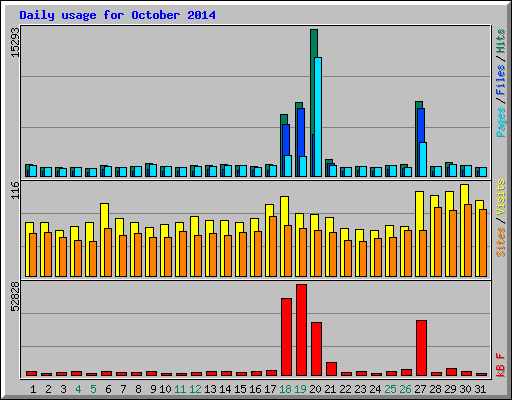 Daily usage for October 2014
15293
Pages / Files / Hits
116
Sites / Visits
52828
kB F
1 2 3 4 5 6 7 8 9 10 11 12 13 14 15 16 17 18 19 20 21 22 23 24 25 26 27 28 29 30 31